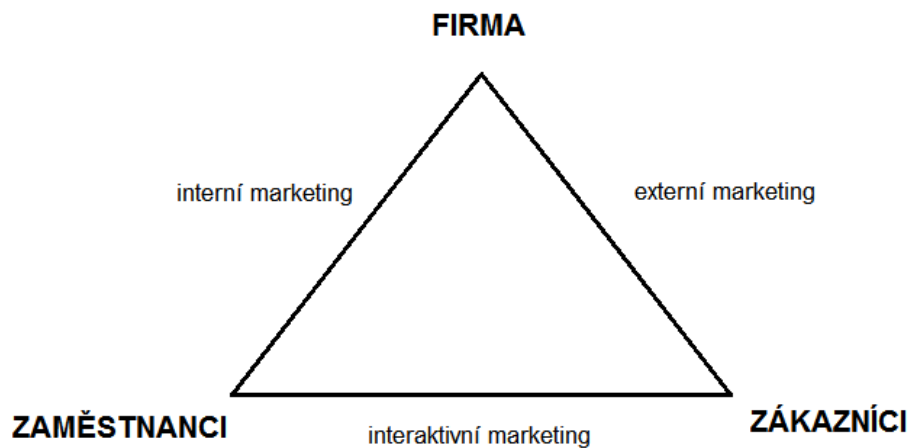 FIRMA
interní marketing
externí marketing
ZAMĚSTNANCI
interaktivní marketing
ZÁKAZNÍCI